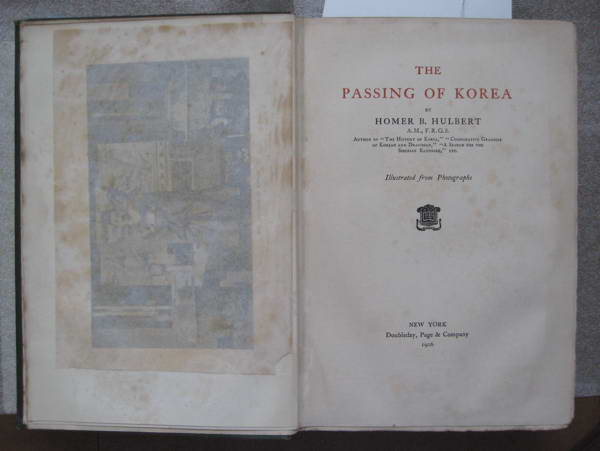 THE
PASSING OF KOREA
BY
HOMER B. HULBERT
A.M., F.R.G.S.
AUTHOR OF "THE HISTORY OF KOREA," "COMPARATIVE GRAMMAR
OF KOREAN AND DRAVIDIAN," "A SEARCH FOR THE
SIBERIAN KLONDIKE," ETC.
Illustrated from Photographs
NEW YORK
Doubleday, Page & Company
1906